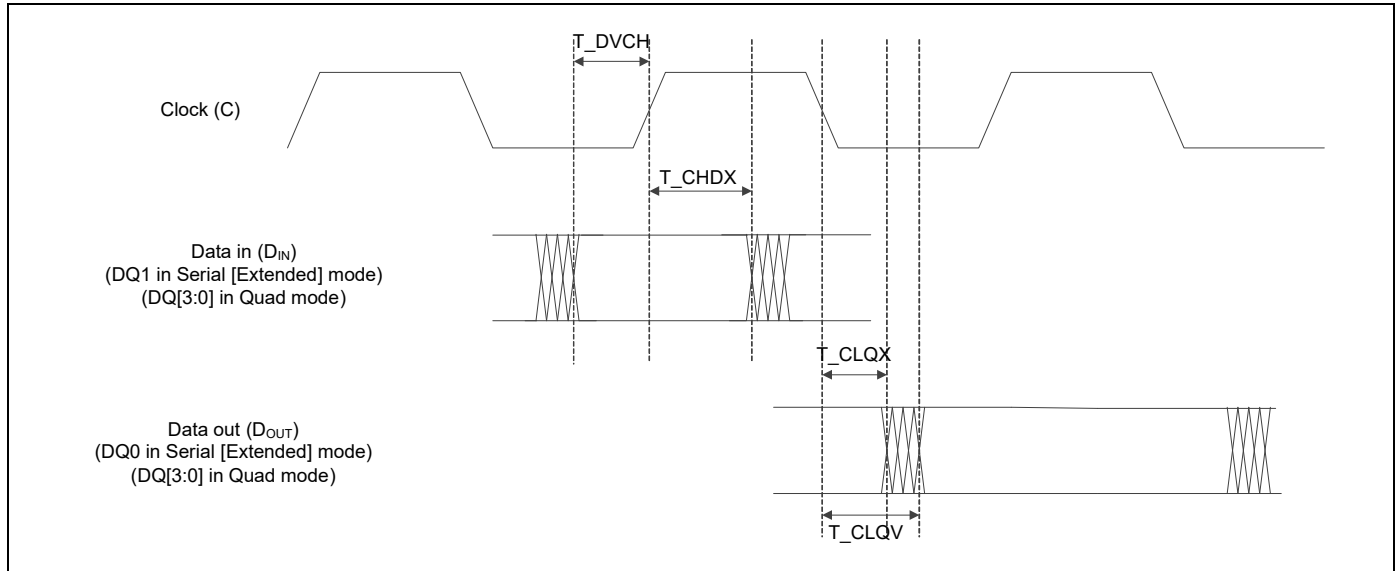 T_DVCH
Clock (C)
T_CHDX
Data in (DIN)
(DQ1 in Serial [Extended] mode)
(DQ[3:0] in Quad mode)
T_CLQX
Data out (DOUT)
(DQ0 in Serial [Extended] mode)
(DQ[3:0] in Quad mode)
T_CLQV